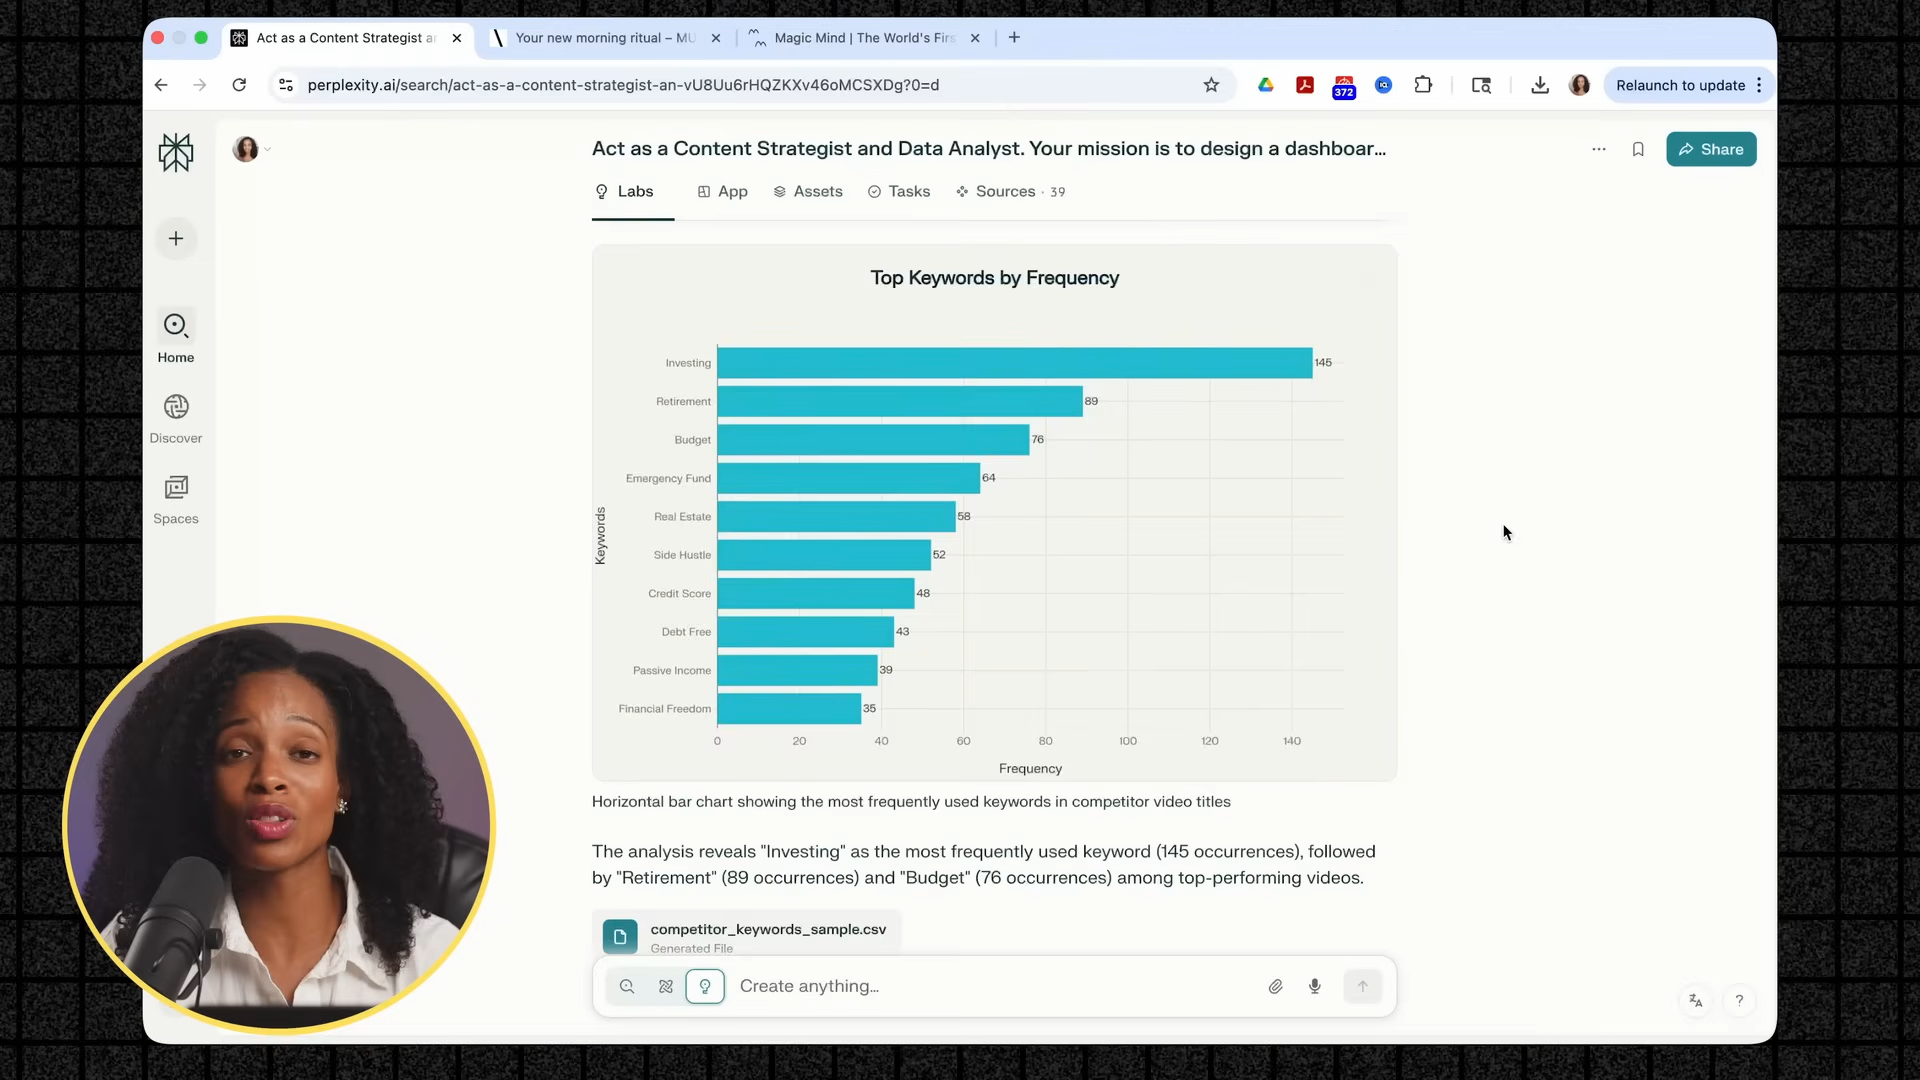 Act as a Content Strategist ar
Your new morning ritual – MU
Magic Mind | The World's Firs
perplexity.ai/search/act-as-a-content-strategist-an-vU8Uu6rHQZKXv46oMCSXDg?0=d
372
Relaunch to update
Act as a Content Strategist and Data Analyst. Your mission is to design a dashboar...
Share
Labs
App
Assets
Tasks
Sources · 39
Home
Discover
Spaces
Top Keywords by Frequency
Keywords
Investing 145
Retirement 89
Budget 76
Emergency Fund 64
Real Estate 58
Side Hustle 52
Credit Score 48
Debt Free 43
Passive Income 39
Financial Freedom 35
0 20 40 60 80 100 120 140
Frequency
Horizontal bar chart showing the most frequently used keywords in competitor video titles
The analysis reveals "Investing" as the most frequently used keyword (145 occurrences), followed
by "Retirement" (89 occurrences) and "Budget" (76 occurrences) among top-performing videos.
competitor_keywords_sample.csv
Generated File
Create anything...
?